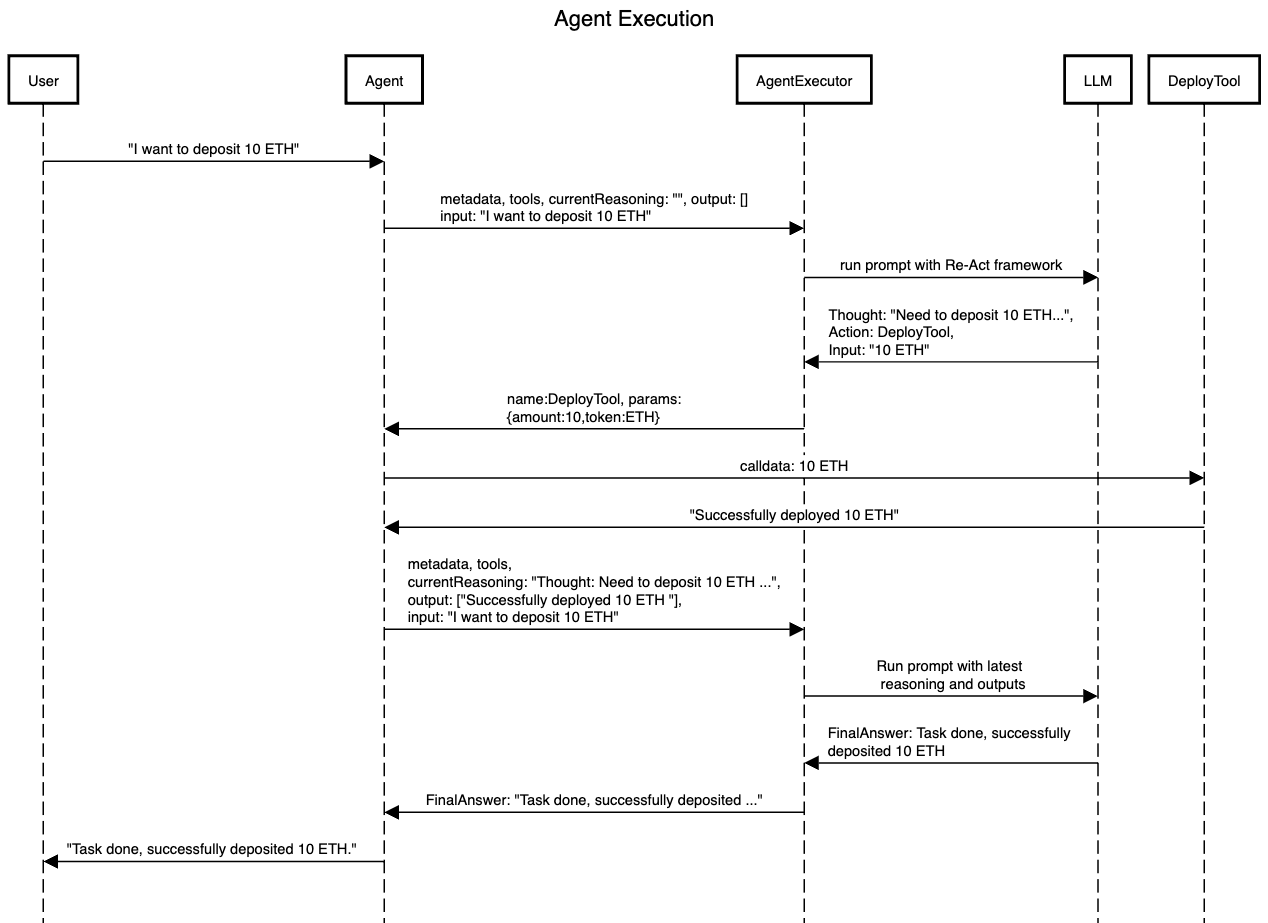 Agent Execution
User
Agent
AgentExecutor
LLM
DeployTool
"I want to deposit 10 ETH"
metadata, tools, currentReasoning: "", output: []
input: "I want to deposit 10 ETH"
run prompt with Re-Act framework
Thought: "Need to deposit 10 ETH...",
Action: DeployTool,
Input: "10 ETH"
name:DeployTool, params:
{amount:10,token:ETH}
calldata: 10 ETH
"Successfully deployed 10 ETH"
metadata, tools,
currentReasoning: "Thought: Need to deposit 10 ETH ...",
output: ["Successfully deployed 10 ETH "],
input: "I want to deposit 10 ETH"
Run prompt with latest
reasoning and outputs
FinalAnswer: Task done, successfully
deposited 10 ETH
FinalAnswer: "Task done, successfully deposited ..."
"Task done, successfully deposited 10 ETH."